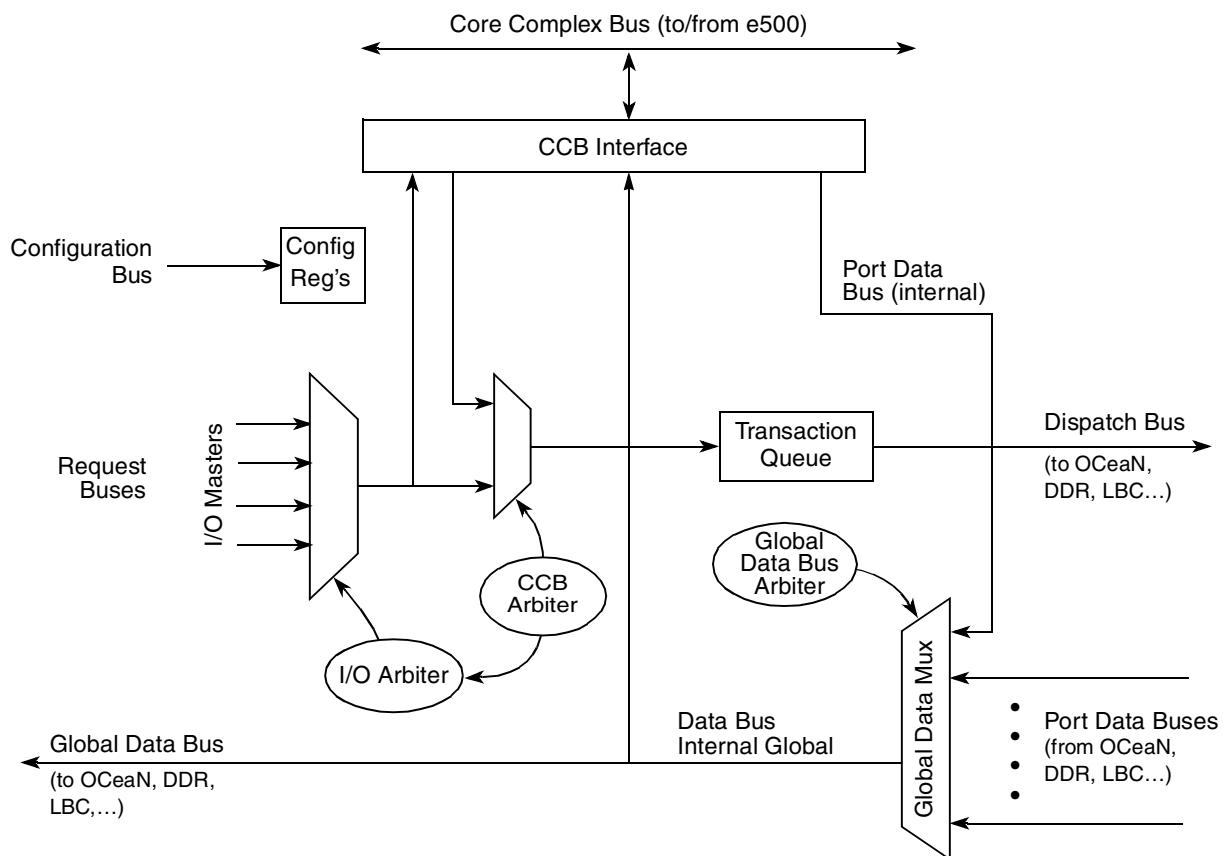 Core Complex Bus (to/from e500)
CCB Interface
Configuration
Bus
Config
Reg's
Port Data
Bus (internal)
Request
Buses
I/O Masters
Transaction
Queue
Dispatch Bus
(to OCeaN,
DDR, LBC…)
CCB
Arbiter
Global
Data Bus
Arbiter
I/O Arbiter
Global Data Mux
Global Data Bus
(to OCeaN, DDR,
LBC,…)
Data Bus
Internal Global
Port Data Buses
(from OCeaN,
DDR, LBC…)